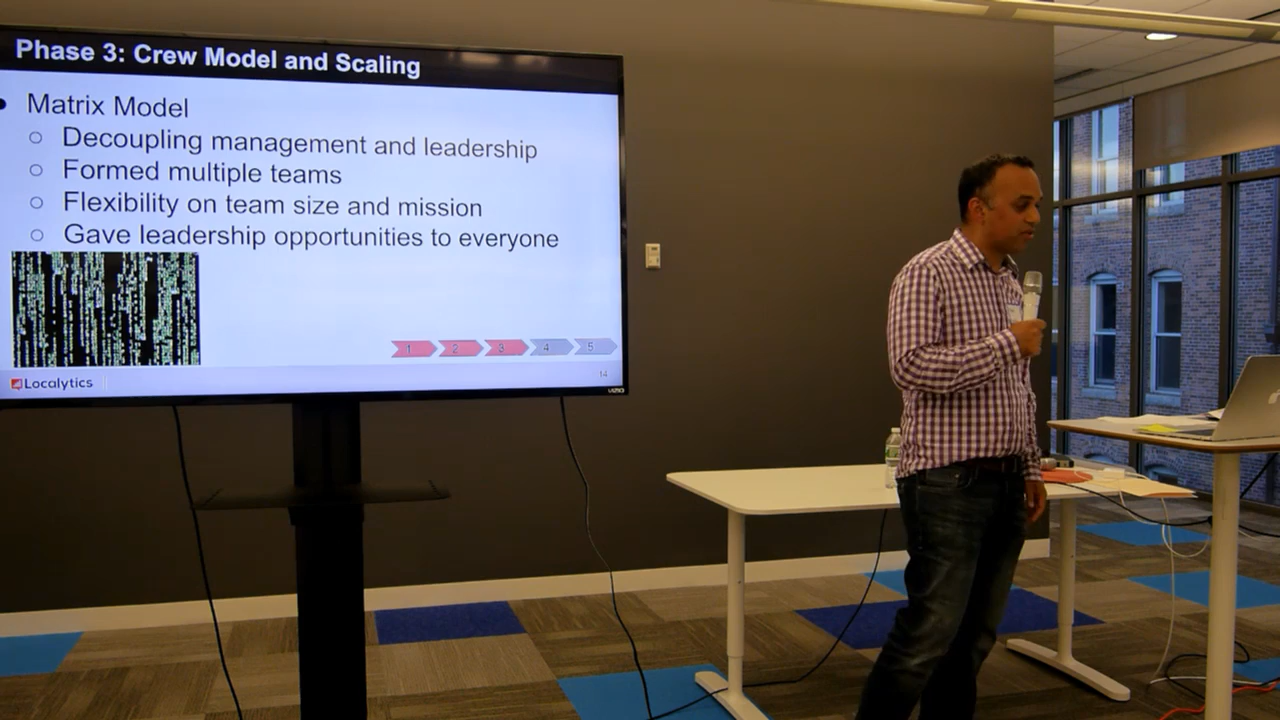 Phase 3: Crew Model and Scaling
Matrix Model
Decoupling management and leadership
Formed multiple teams
Flexibility on team size and mission
Gave leadership opportunities to everyone
1 2 3 4 5
Localytics
14
VIZIO